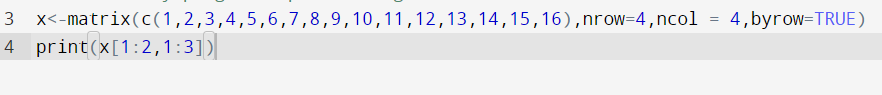 3 x<-matrix(c(1,2,3,4,5,6,7,8,9,10,11,12,13,14,15,16),nrow=4,ncol = 4,byrow=TRUE)
4 print(x[1:2,1:3])